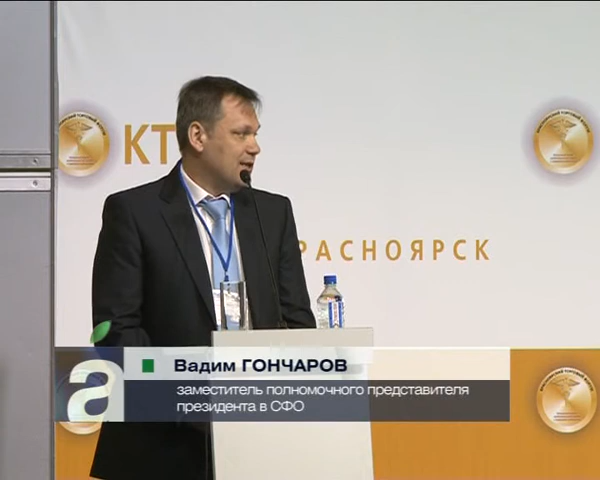 КТ
РАСНОЯРСК
Вадим ГОНЧАРОВ
заместитель полномочного представителя
президента в СФО
а